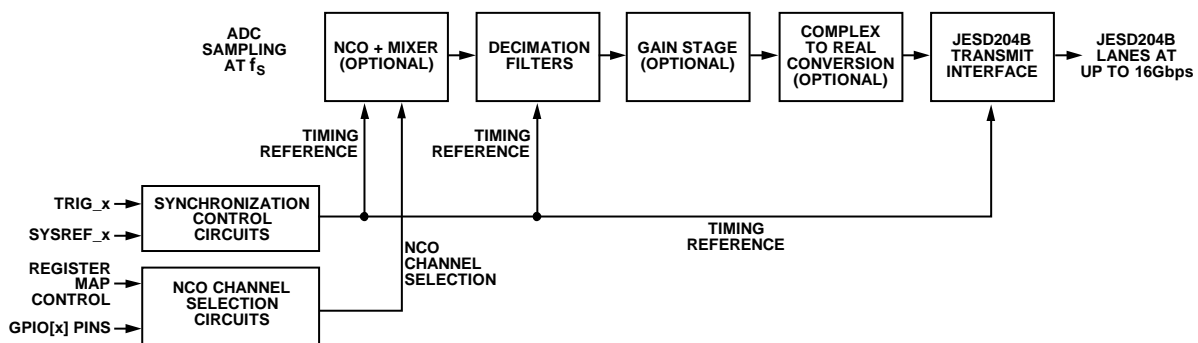 ADC
SAMPLING
AT fS
NCO + MIXER
(OPTIONAL)
DECIMATION
FILTERS
GAIN STAGE
(OPTIONAL)
COMPLEX
TO REAL
CONVERSION
(OPTIONAL)
JESD204B
TRANSMIT
INTERFACE
JESD204B
LANES AT
UP TO 16Gbps
TIMING
REFERENCE
TIMING
REFERENCE
TRIG_x
SYSREF_x
SYNCHRONIZATION
CONTROL
CIRCUITS
TIMING
REFERENCE
NCO
CHANNEL
SELECTION
REGISTER
MAP
CONTROL
GPIO[x] PINS
NCO CHANNEL
SELECTION
CIRCUITS